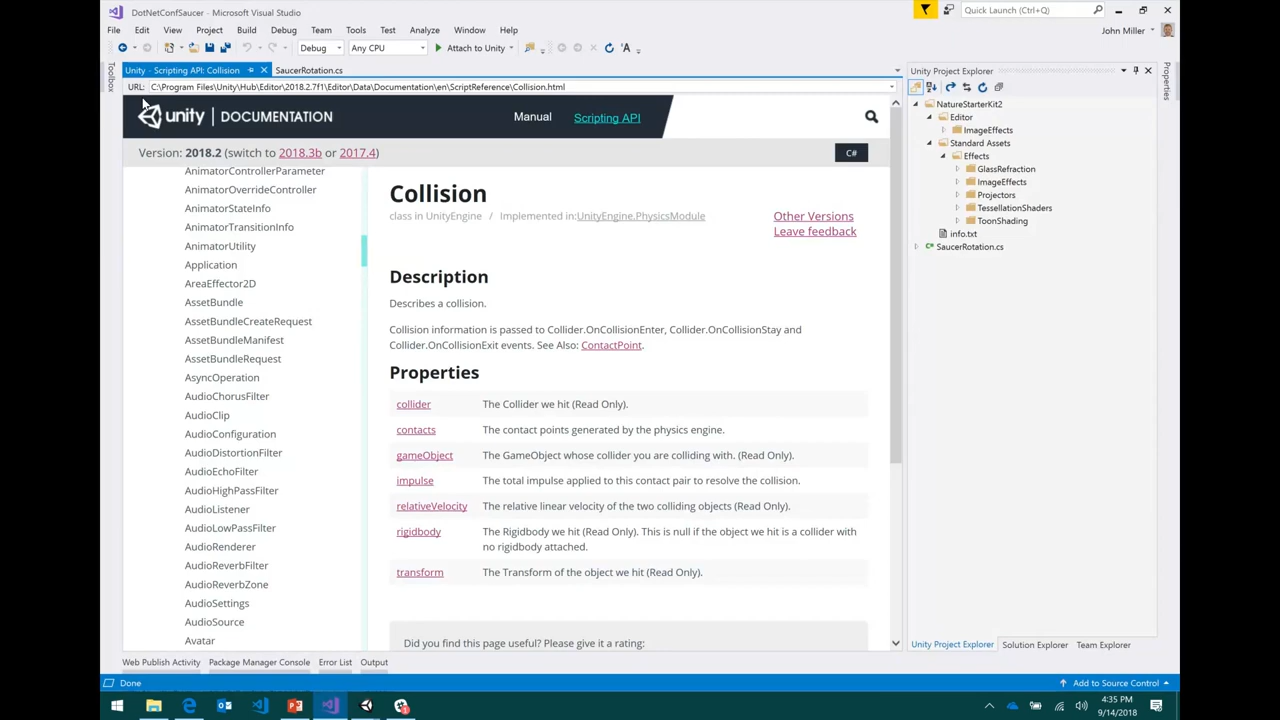 DotNetConfSaucer - Microsoft Visual Studio
Quick Launch (Ctrl+Q)
File Edit View Project Build Debug Team Tools Test Analyze Window Help
John Miller
Debug Any CPU Attach to Unity
Toolbox
Unity - Scripting API: Collision SaucerRotation.cs
URL: C:\Program Files\Unity\Hub\Editor\2018.2.7f1\Editor\Data\Documentation\en\ScriptReference\Collision.html
unity | DOCUMENTATION
Manual Scripting API
Version: 2018.2 (switch to 2018.3b or 2017.4)
C#
AnimatorControllerParameter
AnimatorOverrideController
AnimatorStateInfo
AnimatorTransitionInfo
AnimatorUtility
Application
AreaEffector2D
AssetBundle
AssetBundleCreateRequest
AssetBundleManifest
AssetBundleRequest
AsyncOperation
AudioChorusFilter
AudioClip
AudioConfiguration
AudioDistortionFilter
AudioEchoFilter
AudioHighPassFilter
AudioListener
AudioLowPassFilter
AudioRenderer
AudioReverbFilter
AudioReverbZone
AudioSettings
AudioSource
Avatar
Collision
class in UnityEngine / Implemented in:UnityEngine.PhysicsModule
Other Versions
Leave feedback
Description
Describes a collision.
Collision information is passed to Collider.OnCollisionEnter, Collider.OnCollisionStay and
Collider.OnCollisionExit events. See Also: ContactPoint.
Properties
collider The Collider we hit (Read Only).
contacts The contact points generated by the physics engine.
gameObject The GameObject whose collider you are colliding with. (Read Only).
impulse The total impulse applied to this contact pair to resolve the collision.
relativeVelocity The relative linear velocity of the two colliding objects (Read Only).
rigidbody The Rigidbody we hit (Read Only). This is null if the object we hit is a collider with
no rigidbody attached.
transform The Transform of the object we hit (Read Only).
Did you find this page useful? Please give it a rating:
Unity Project Explorer
NatureStarterKit2
Editor
ImageEffects
Standard Assets
Effects
GlassRefraction
ImageEffects
Projectors
TessellationShaders
ToonShading
info.txt
SaucerRotation.cs
Properties
Unity Project Explorer Solution Explorer Team Explorer
Web Publish Activity Package Manager Console Error List Output
Done
Add to Source Control
4:35 PM
9/14/2018